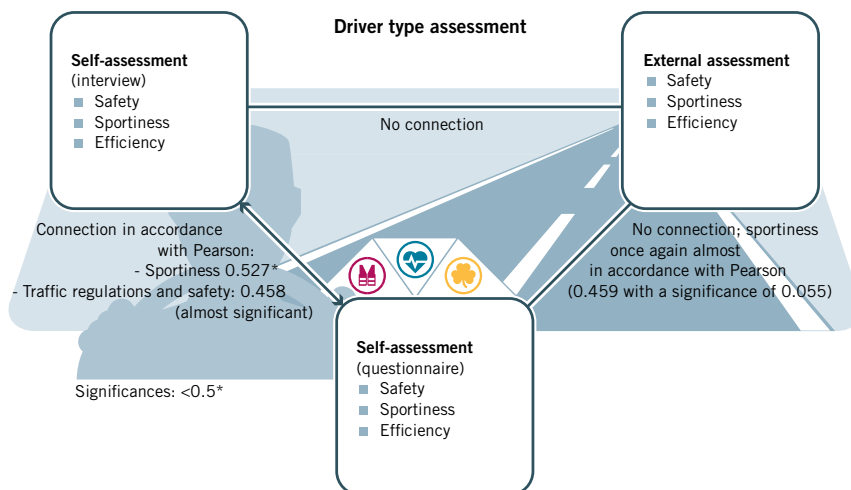 Driver type assessment
Self-assessment
(interview)
Safety
Sportiness
Efficiency
External assessment
Safety
Sportiness
Efficiency
No connection
Connection in accordance
with Pearson:
- Sportiness 0.527*
- Traffic regulations and safety: 0.458
(almost significant)
No connection; sportiness
once again almost
in accordance with Pearson
(0.459 with a significance of 0.055)
Self-assessment
(questionnaire)
Safety
Sportiness
Efficiency
Significances: <0.5*